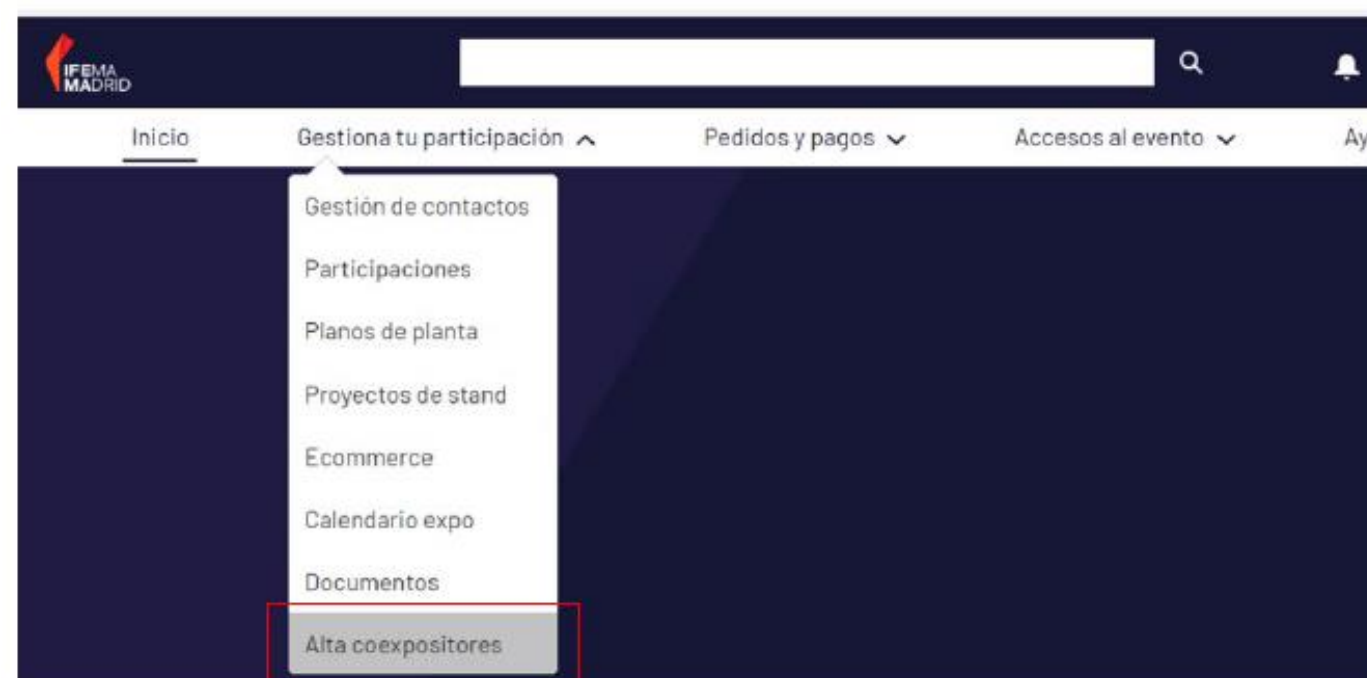 IFEMA
MADRID
Inicio Gestiona tu participación Pedidos y pagos Accesos al evento Ay
Gestión de contactos
Participaciones
Planos de planta
Proyectos de stand
Ecommerce
Calendario expo
Documentos
Alta coexpositores